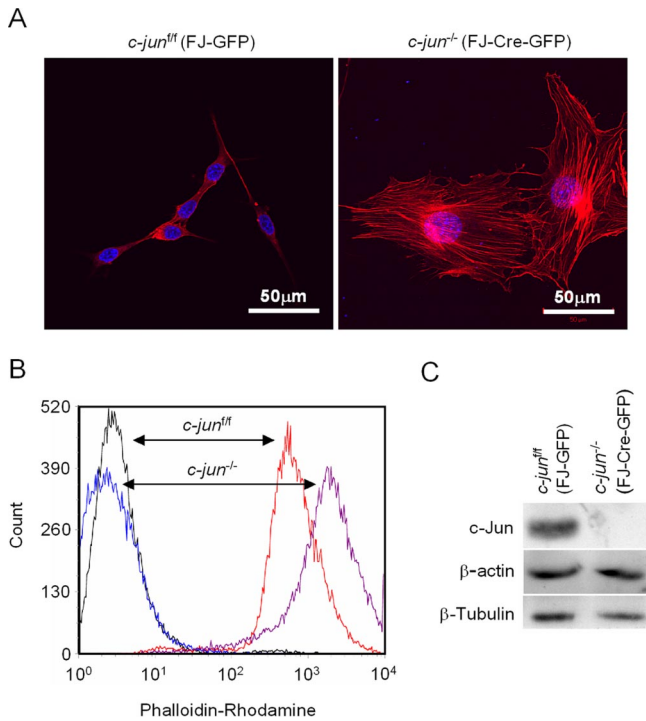 A
c-jun^f/f (FJ-GFP)
c-jun^-/- (FJ-Cre-GFP)
50μm
50μm
B
520
390
260
130
0
Count
c-jun^f/f
c-jun^-/-
10^0 10^1 10^2 10^3 10^4
Phalloidin-Rhodamine
C
c-jun^f/f
(FJ-GFP)
c-jun^-/-
(FJ-Cre-GFP)
c-Jun
β-actin
β-Tubulin